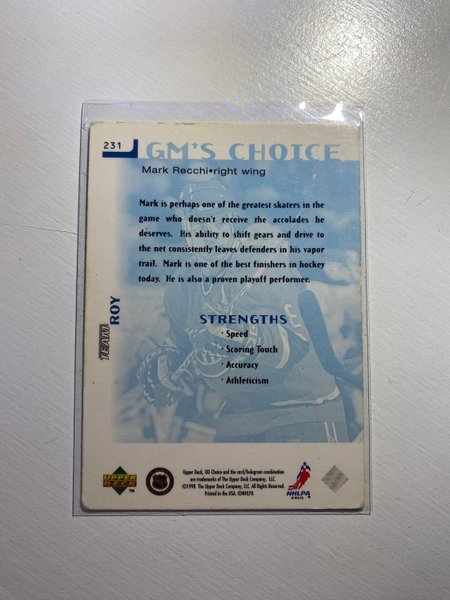 231
GM'S CHOICE
Mark Recchi•right wing
Mark is perhaps one of the greatest skaters in the
game who doesn't receive the accolades he
deserves. His ability to shift gears and drive to
the net consistently leaves defenders in his vapor
trail. Mark is one of the best finishers in hockey
today. He is also a proven playoff performer.
TEAM
ROY
STRENGTHS
· Speed
· Scoring Touch
· Accuracy
· Athleticism
UPPER
DECK
TM
NHLPA
Upper Deck, UD Choice and the card/hologram combination
are trademarks of The Upper Deck Company, LLC.
©1998 The Upper Deck Company, LLC. All Rights Reserved.
Printed in the USA. ©NHLPA